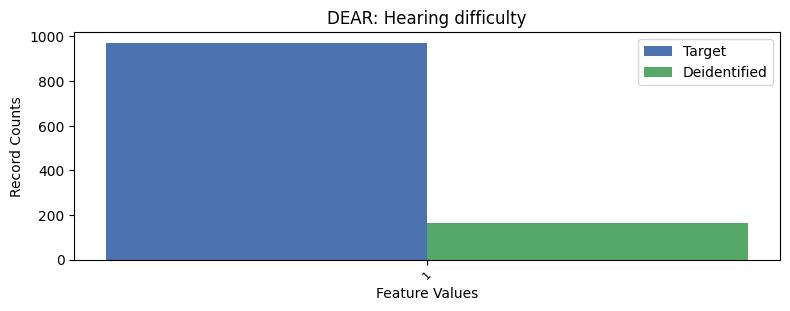 DEAR: Hearing difficulty
1000
800
600
400
200
0
Record Counts
Target
Deidentified
1
Feature Values